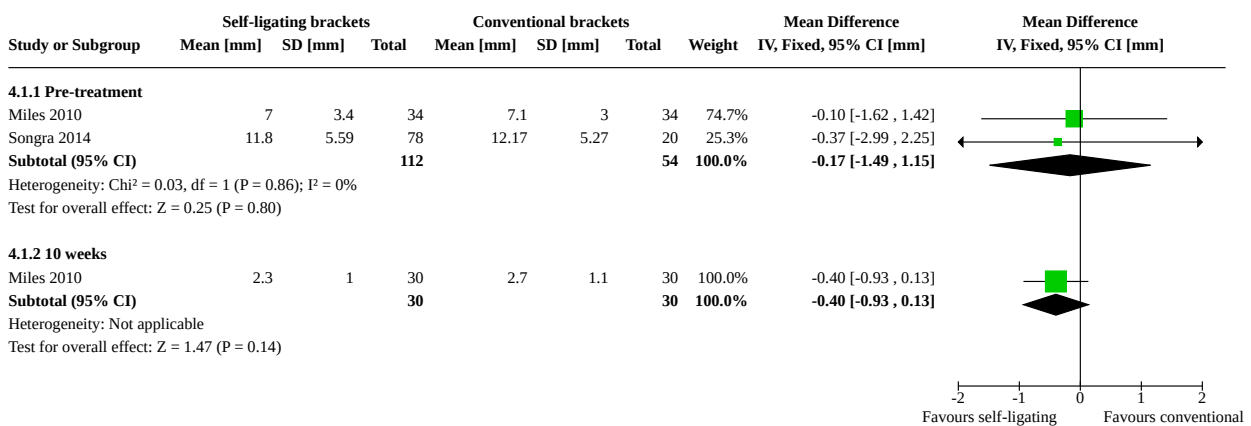 Self-ligating brackets Conventional brackets Mean Difference Mean Difference
Study or Subgroup Mean [mm] SD [mm] Total Mean [mm] SD [mm] Total Weight IV, Fixed, 95% CI [mm] IV, Fixed, 95% CI [mm]
4.1.1 Pre-treatment
Miles 2010 7 3.4 34 7.1 3 34 74.7% -0.10 [-1.62 , 1.42]
Songra 2014 11.8 5.59 78 12.17 5.27 20 25.3% -0.37 [-2.99 , 2.25]
Subtotal (95% CI) 112 54 100.0% -0.17 [-1.49 , 1.15]
Heterogeneity: Chi² = 0.03, df = 1 (P = 0.86); I² = 0%
Test for overall effect: Z = 0.25 (P = 0.80)
4.1.2 10 weeks
Miles 2010 2.3 1 30 2.7 1.1 30 100.0% -0.40 [-0.93 , 0.13]
Subtotal (95% CI) 30 30 100.0% -0.40 [-0.93 , 0.13]
Heterogeneity: Not applicable
Test for overall effect: Z = 1.47 (P = 0.14)
-2 -1 0 1 2
Favours self-ligating Favours conventional